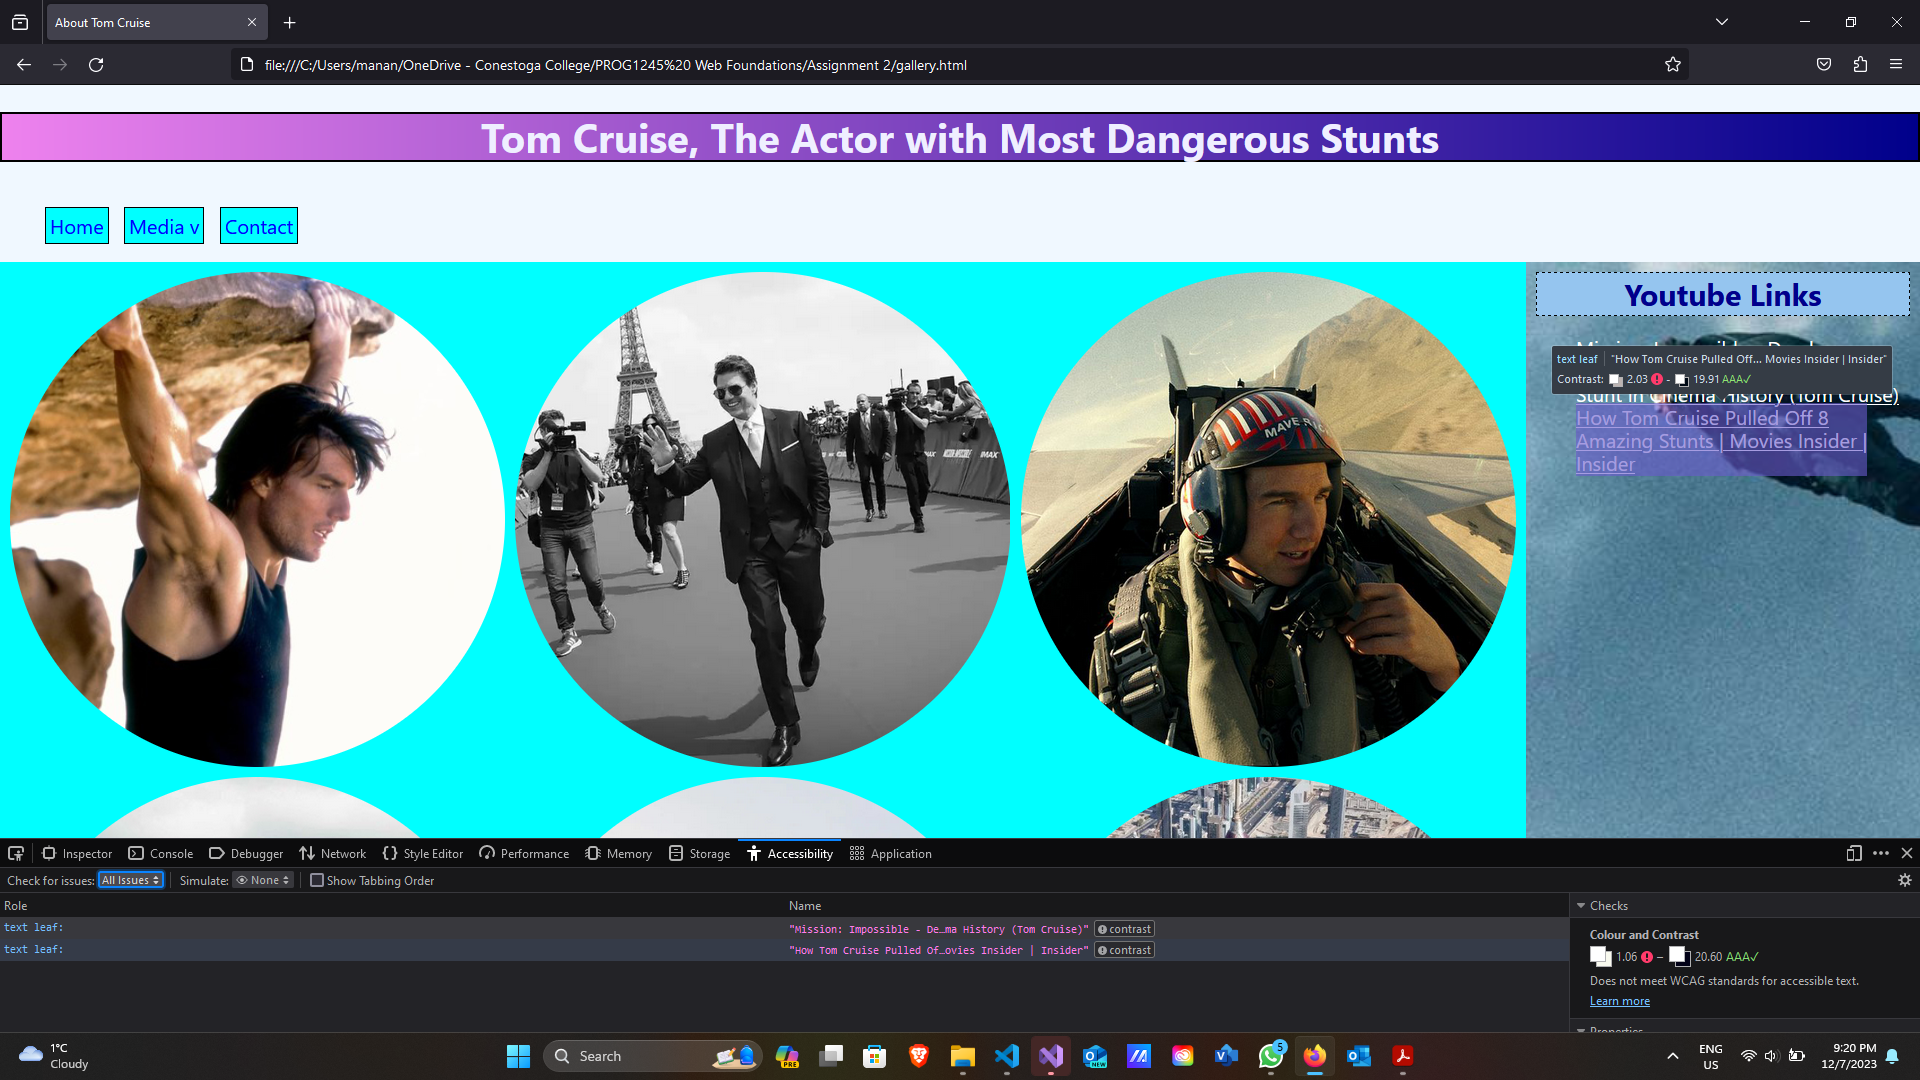 About Tom Cruise
file:///C:/Users/manan/OneDrive - Conestoga College/PROG1245%20 Web Foundations/Assignment 2/gallery.html
Tom Cruise, The Actor with Most Dangerous Stunts
Home
Media v
Contact
Youtube Links
text leaf "How Tom Cruise Pulled Off... Movies Insider | Insider"
Contrast: 2.03 - 19.91 AAA✓
Stunt in Cinema History (Tom Cruise)
How Tom Cruise Pulled Off 8
Amazing Stunts | Movies Insider |
Insider
MAVERICK
Inspector Console Debugger Network Style Editor Performance Memory Storage Accessibility Application
Check for issues: All Issues Simulate: None Show Tabbing Order
Role Name
text leaf: "Mission: Impossible - De…ma History (Tom Cruise)" contrast
text leaf: "How Tom Cruise Pulled Of…ovies Insider | Insider" contrast
Checks
Colour and Contrast
1.06 – 20.60 AAA✓
Does not meet WCAG standards for accessible text.
Learn more
Properties
1°C
Cloudy
Search
PRE
NEW
5
ENG
US
9:20 PM
12/7/2023